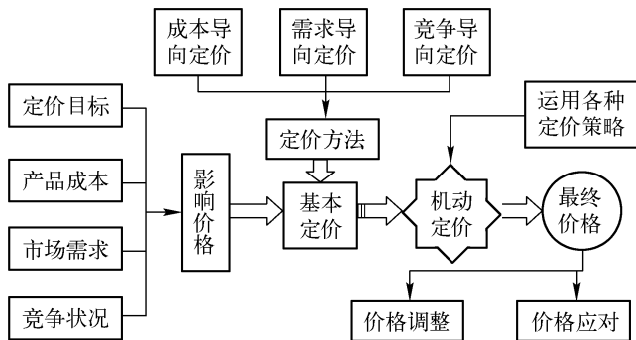 成本导
向定价
需求导
向定价
竞争导
向定价
定价目标
运用各种
定价策略
定价方法
产品成本
影响价格
基本
定价
机动
定价
最终
价格
市场需求
竞争状况
价格调整
价格应对